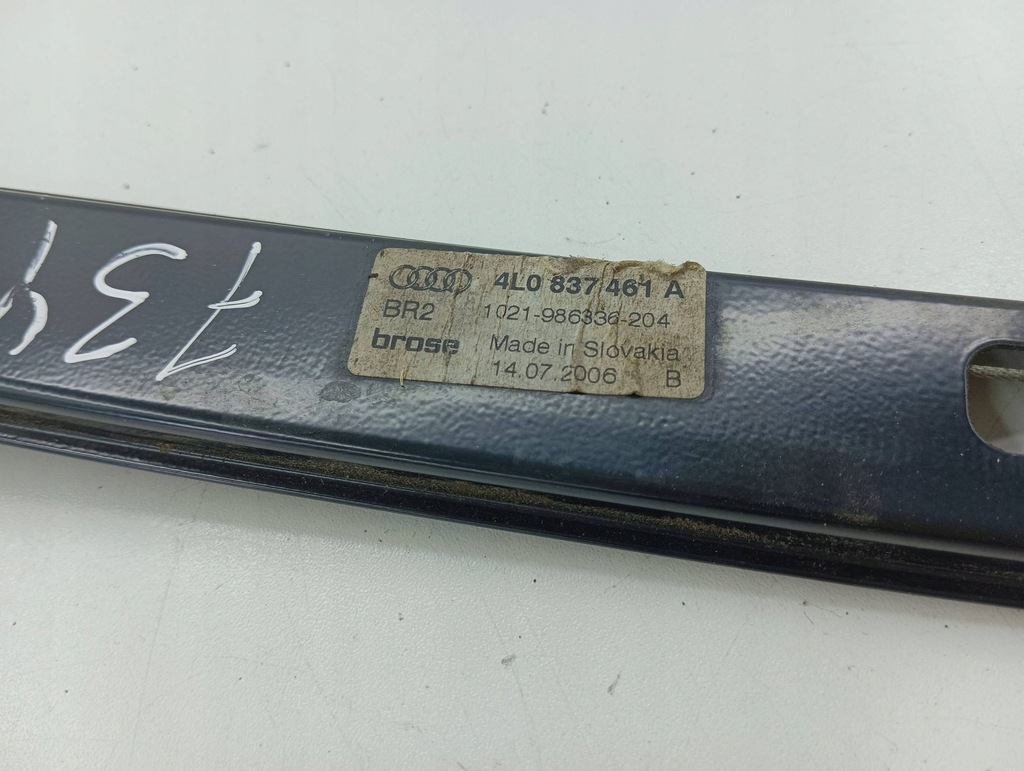 4L0 837 461 A
BR2 1021-986336-204
brose Made in Slovakia
14.07.2006 B